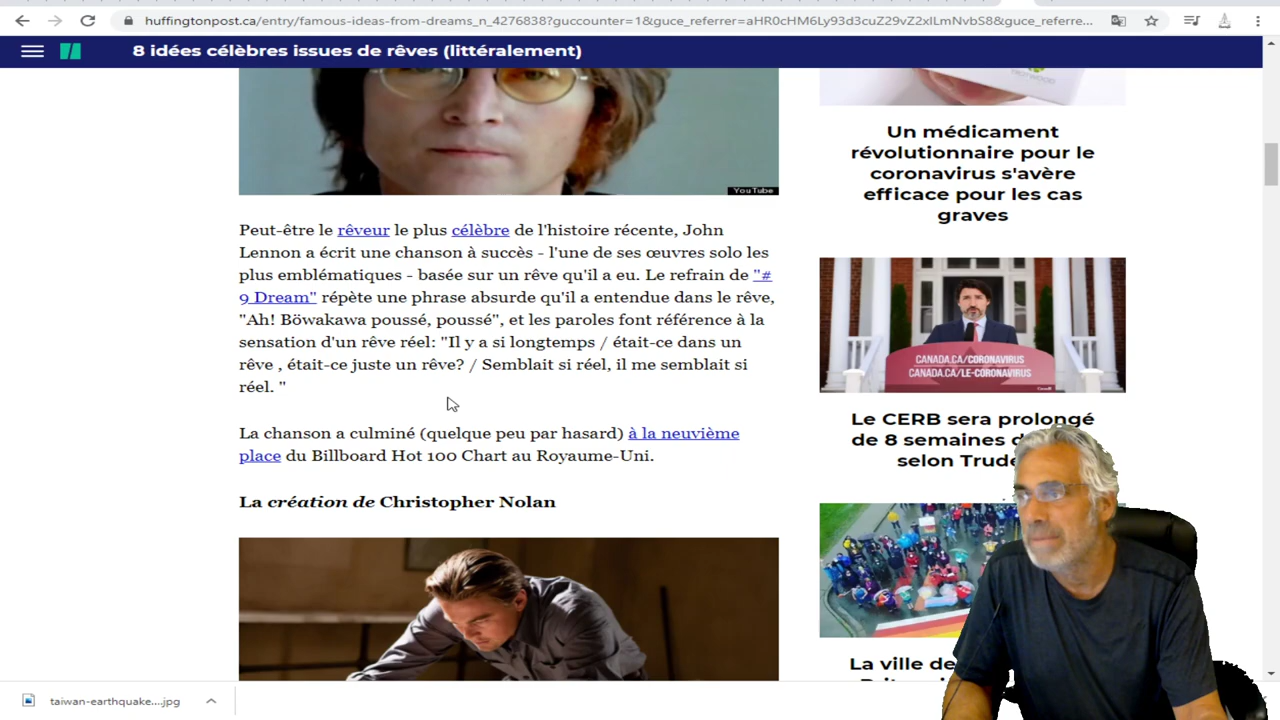 huffingtonpost.ca/entry/famous-ideas-from-dreams_n_4276838?guccounter=1&guce_referrer=aHR0cHM6Ly93d3cuZ29vZ2xlLmNvbS8&guce_referre...
8 idées célèbres issues de rêves (littéralement)
YouTube
Peut-être le rêveur le plus célèbre de l'histoire récente, John
Lennon a écrit une chanson à succès - l'une de ses œuvres solo les
plus emblématiques - basée sur un rêve qu'il a eu. Le refrain de "#
9 Dream" répète une phrase absurde qu'il a entendue dans le rêve,
"Ah! Böwakawa poussé, poussé", et les paroles font référence à la
sensation d'un rêve réel: "Il y a si longtemps / était-ce dans un
rêve , était-ce juste un rêve? / Semblait si réel, il me semblait si
réel. "
La chanson a culminé (quelque peu par hasard) à la neuvième
place du Billboard Hot 100 Chart au Royaume-Uni.
La création de Christopher Nolan
Un médicament
révolutionnaire pour le
coronavirus s'avère
efficace pour les cas
graves
CANADA.CA/CORONAVIRUS
CANADA.CA/LE-CORONAVIRUS
Le CERB sera prolongé
de 8 semaines
selon
La ville de
taiwan-earthquake....jpg